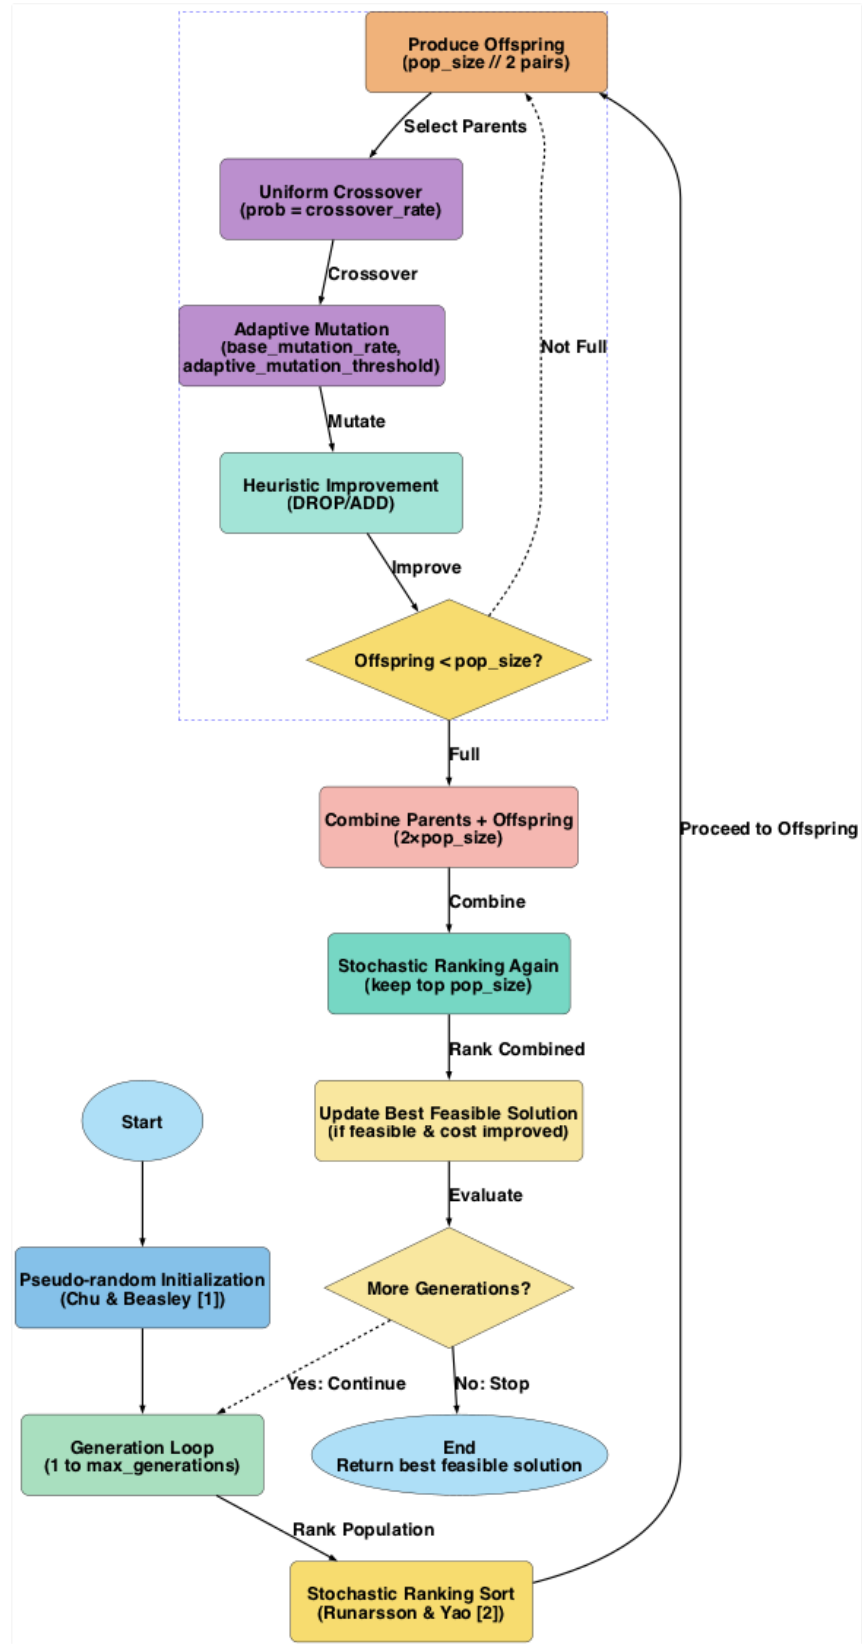 Produce Offspring
(pop_size // 2 pairs)
Select Parents
Uniform Crossover
(prob = crossover_rate)
Crossover
Adaptive Mutation
(base_mutation_rate,
adaptive_mutation_threshold)
Not Full
Mutate
Heuristic Improvement
(DROP/ADD)
Improve
Offspring < pop_size?
Full
Combine Parents + Offspring
(2×pop_size)
Proceed to Offspring
Combine
Stochastic Ranking Again
(keep top pop_size)
Rank Combined
Update Best Feasible Solution
(if feasible & cost improved)
Start
Evaluate
Pseudo-random Initialization
(Chu & Beasley [1])
More Generations?
Yes: Continue
No: Stop
Generation Loop
(1 to max_generations)
End
Return best feasible solution
Rank Population
Stochastic Ranking Sort
(Runarsson & Yao [2])